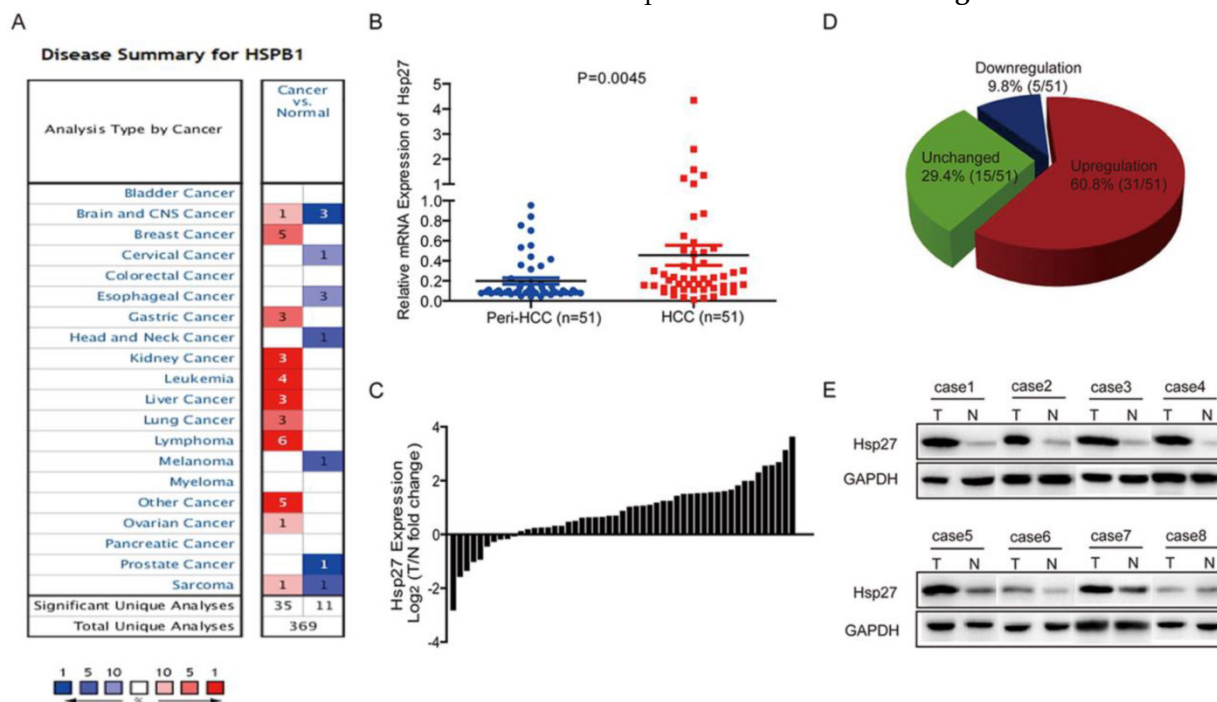 A
Disease Summary for HSPB1
Analysis Type by Cancer
Cancer
vs.
Normal
Bladder Cancer
Brain and CNS Cancer 1 3
Breast Cancer 5
Cervical Cancer 1
Colorectal Cancer
Esophageal Cancer 3
Gastric Cancer 3
Head and Neck Cancer 1
Kidney Cancer 3
Leukemia 4
Liver Cancer 3
Lung Cancer 3
Lymphoma 6
Melanoma 1
Myeloma
Other Cancer 5
Ovarian Cancer 1
Pancreatic Cancer
Prostate Cancer 1
Sarcoma 1 1
Significant Unique Analyses 35 11
Total Unique Analyses 369
1 5 10 10 5 1
%
B
P=0.0045
Relative mRNA Expression of Hsp27
5
4
3
2
1
1.0
0.8
0.6
0.4
0.2
0.0
Peri-HCC (n=51) HCC (n=51)
C
Hsp27 Expression
Log2 (T/N fold change)
4
2
0
-2
-4
D
Downregulation
9.8% (5/51)
Unchanged
29.4% (15/51)
Upregulation
60.8% (31/51)
E
case1 case2 case3 case4
T N T N T N T N
Hsp27
GAPDH
case5 case6 case7 case8
T N T N T N T N
Hsp27
GAPDH